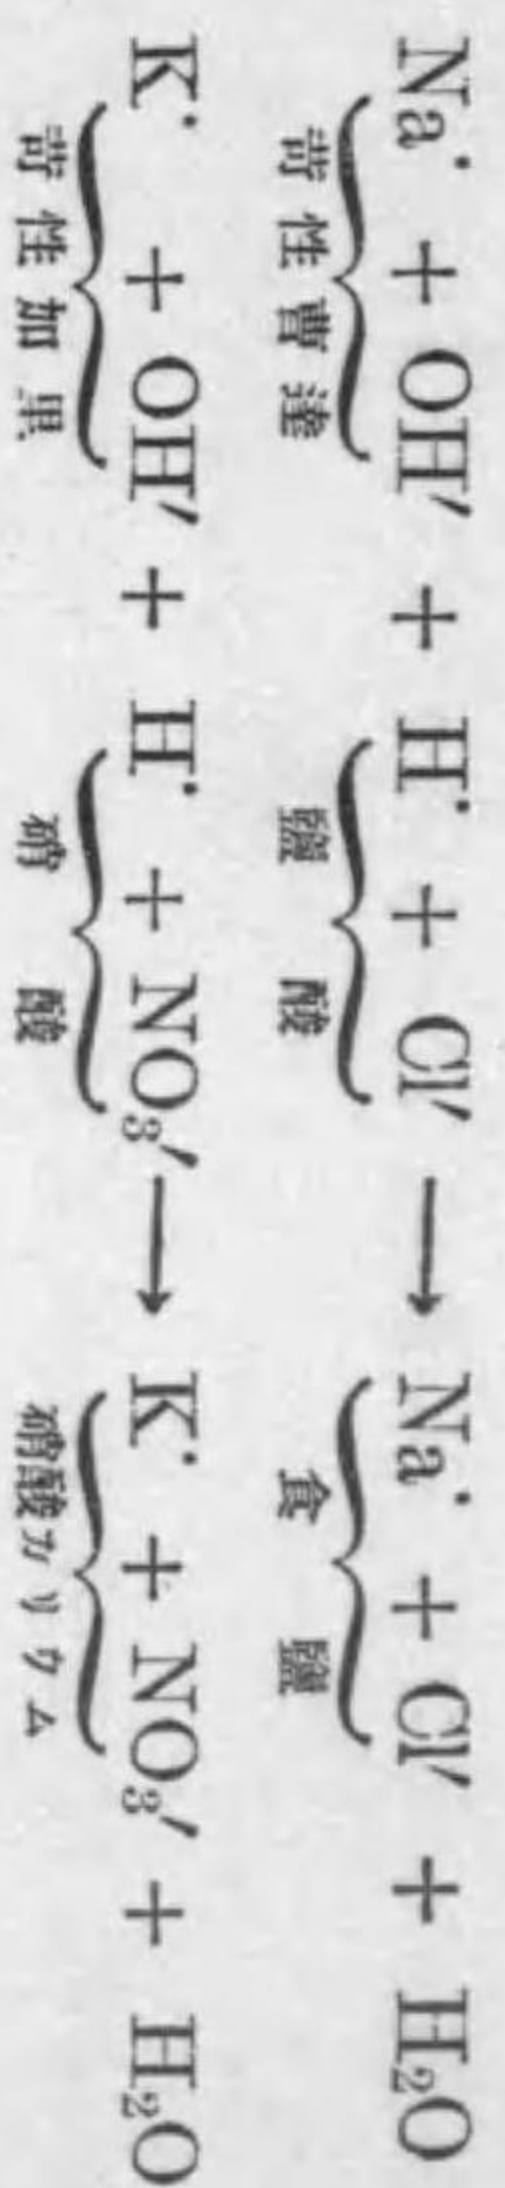 Na˙ + OH′ + H˙ + Cl′ → Na˙ + Cl′ + H₂O
苛性曹達 鹽酸 食鹽
K˙ + OH′ + H˙ + NO₃′ → K˙ + NO₃′ + H₂O
苛性加里 硝酸 硝酸カリウム